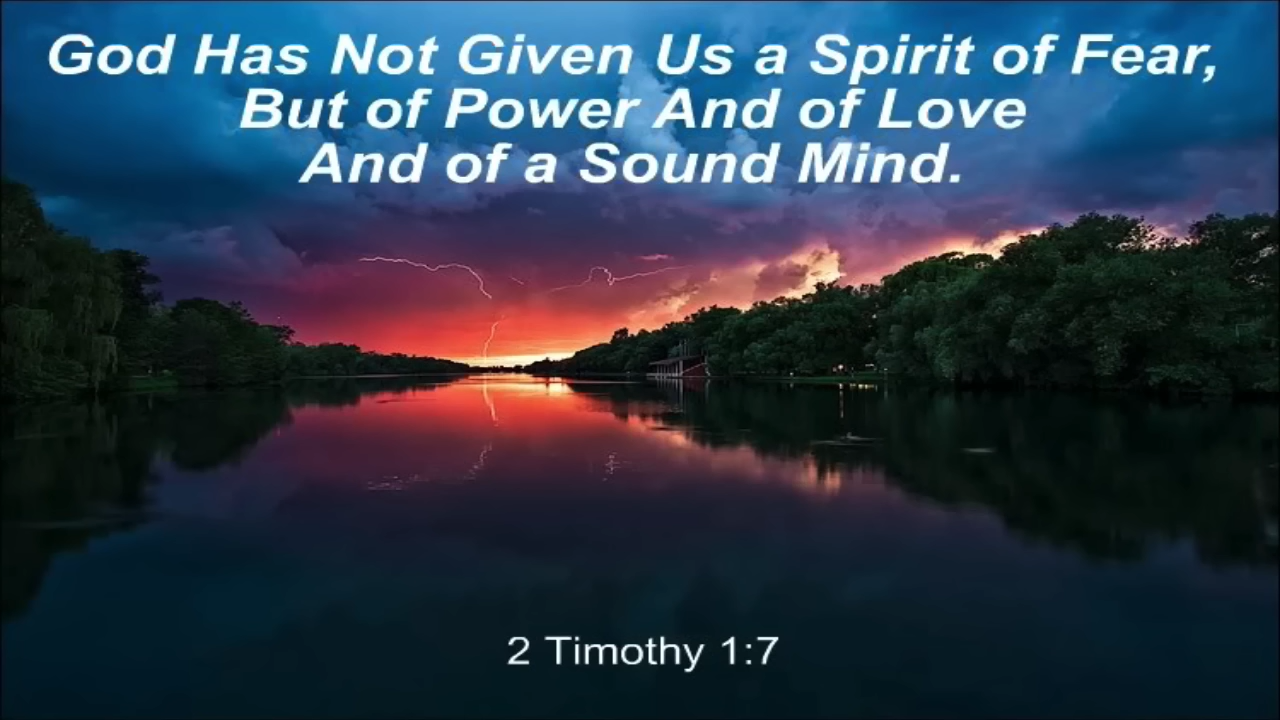 God Has Not Given Us a Spirit of Fear,
But of Power And of Love
And of a Sound Mind.
2 Timothy 1:7